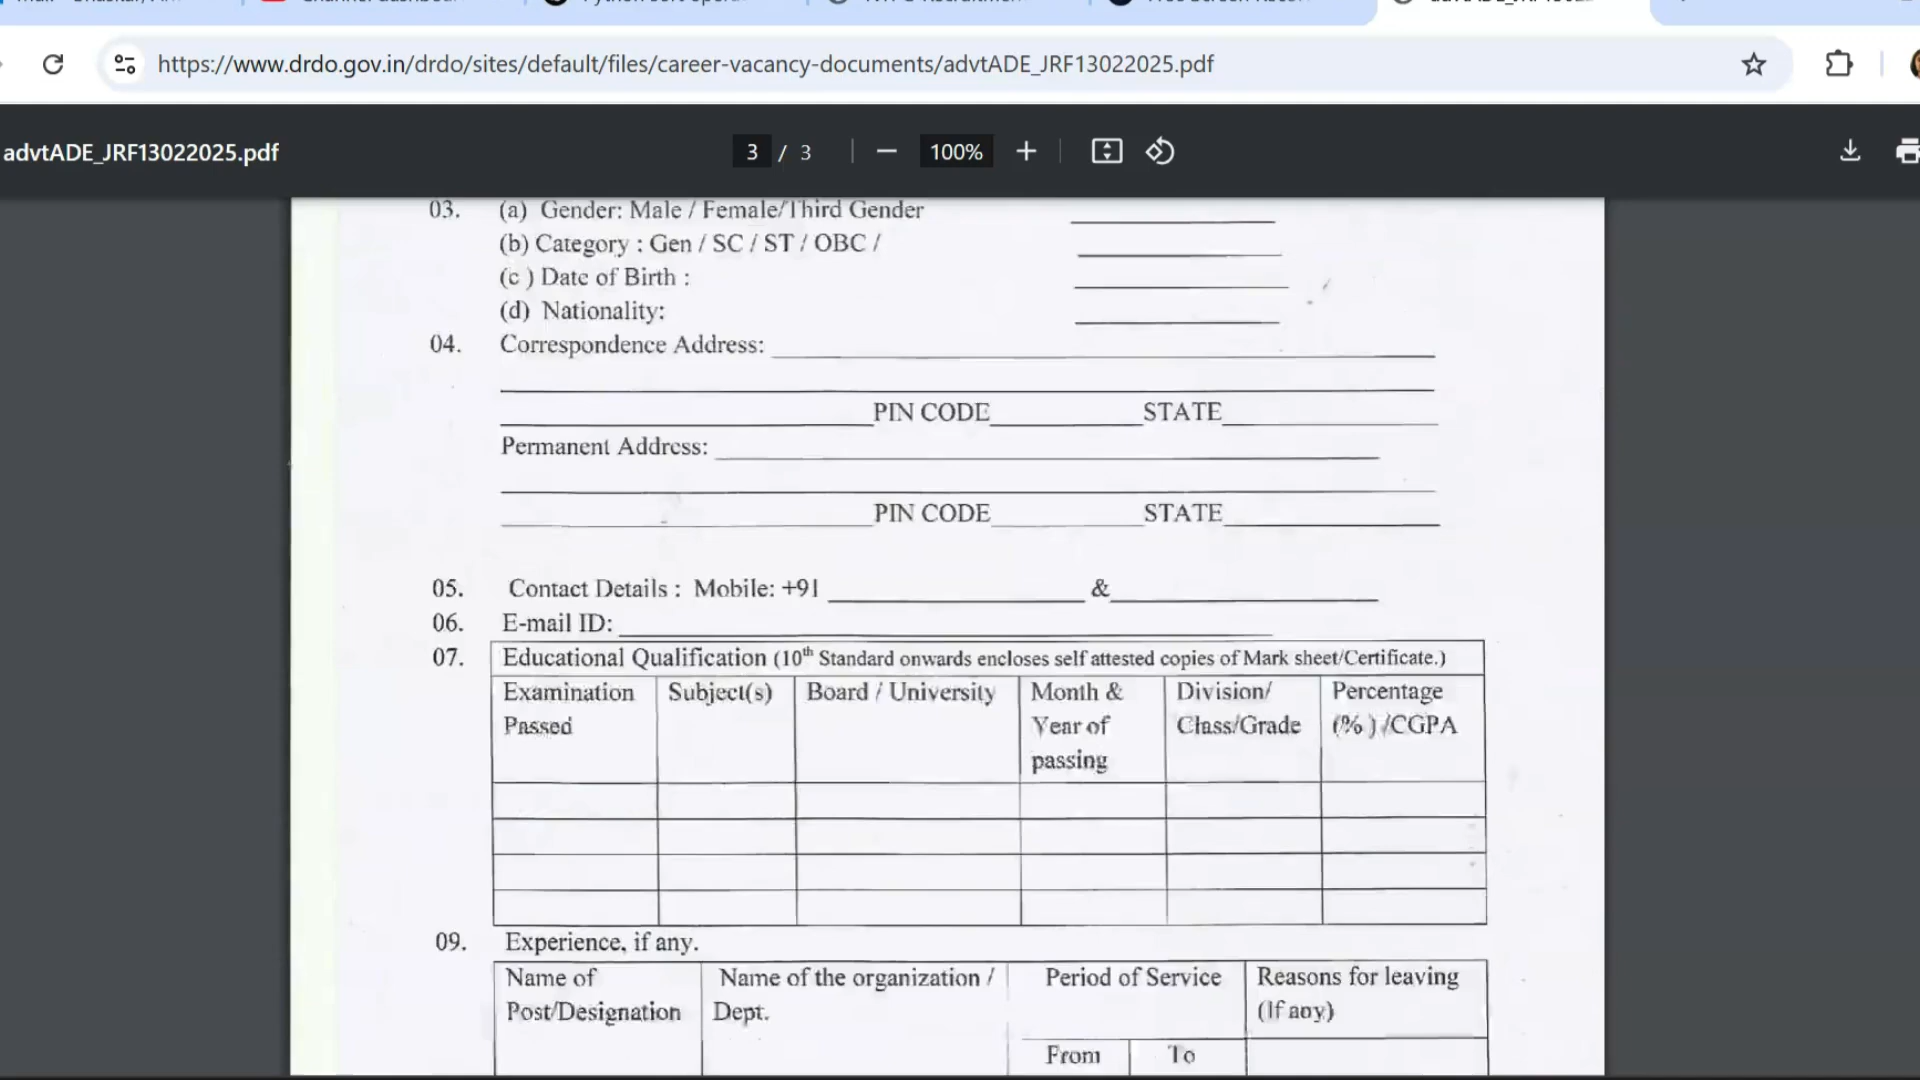 https://www.drdo.gov.in/drdo/sites/default/files/career-vacancy-documents/advtADE_JRF13022025.pdf
advtADE_JRF13022025.pdf
3 / 3
100%
03. (a) Gender: Male / Female/Third Gender
(b) Category : Gen / SC / ST / OBC /
(c ) Date of Birth :
(d) Nationality:
04. Correspondence Address:
PIN CODE STATE
Permanent Address:
PIN CODE STATE
05. Contact Details : Mobile: +91 &
06. E-mail ID:
07. Educational Qualification (10th Standard onwards encloses self attested copies of Mark sheet/Certificate.)
Examination Passed
Subject(s)
Board / University
Month & Year of passing
Division/ Class/Grade
Percentage (% ) /CGPA
09. Experience, if any.
Name of Post/Designation
Name of the organization / Dept.
Period of Service
Reasons for leaving (If any)
From To